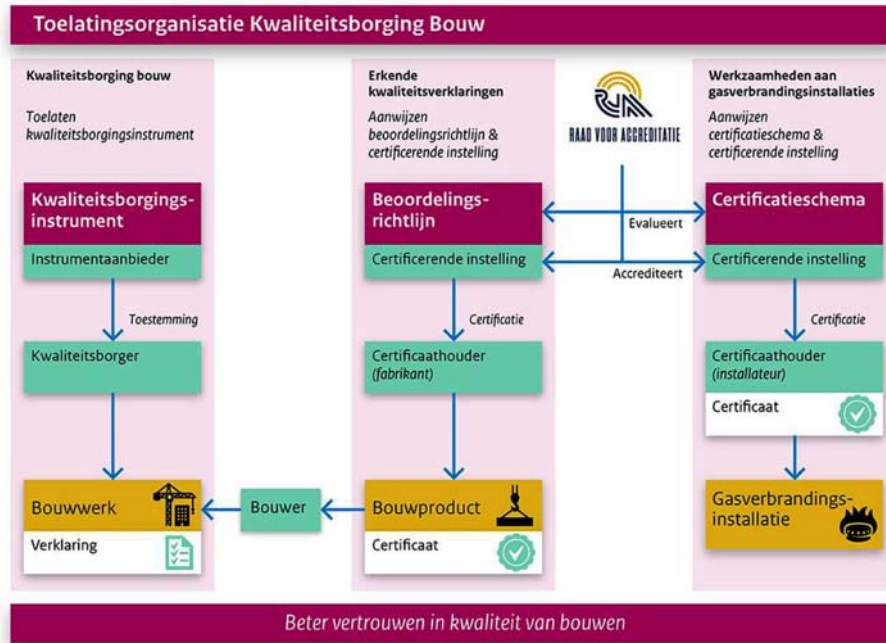 Toelatingsorganisatie Kwaliteitsborging Bouw
Kwaliteitsborging bouw
Toelaten
kwaliteitsborgingsinstrument
Kwaliteitsborgings-
instrument
Instrumentaanbieder
Toestemming
Kwaliteitsborger
Bouwwerk
Verklaring
Bouwer
Erkende
kwaliteitsverklaringen
Aanwijzen
beoordelingsrichtlijn &
certificerende instelling
Beoordelings-
richtlijn
Certificerende instelling
Certificatie
Certificaathouder
(fabrikant)
Bouwproduct
Certificaat
RVA
RAAD VOOR ACCREDITATIE
Evalueert
Accrediteert
Werkzaamheden aan
gasverbrandingsinstallaties
Aanwijzen
certificatieschema &
certificerende instelling
Certificatieschema
Certificerende instelling
Certificatie
Certificaathouder
(installateur)
Certificaat
Gasverbrandings-
installatie
Beter vertrouwen in kwaliteit van bouwen